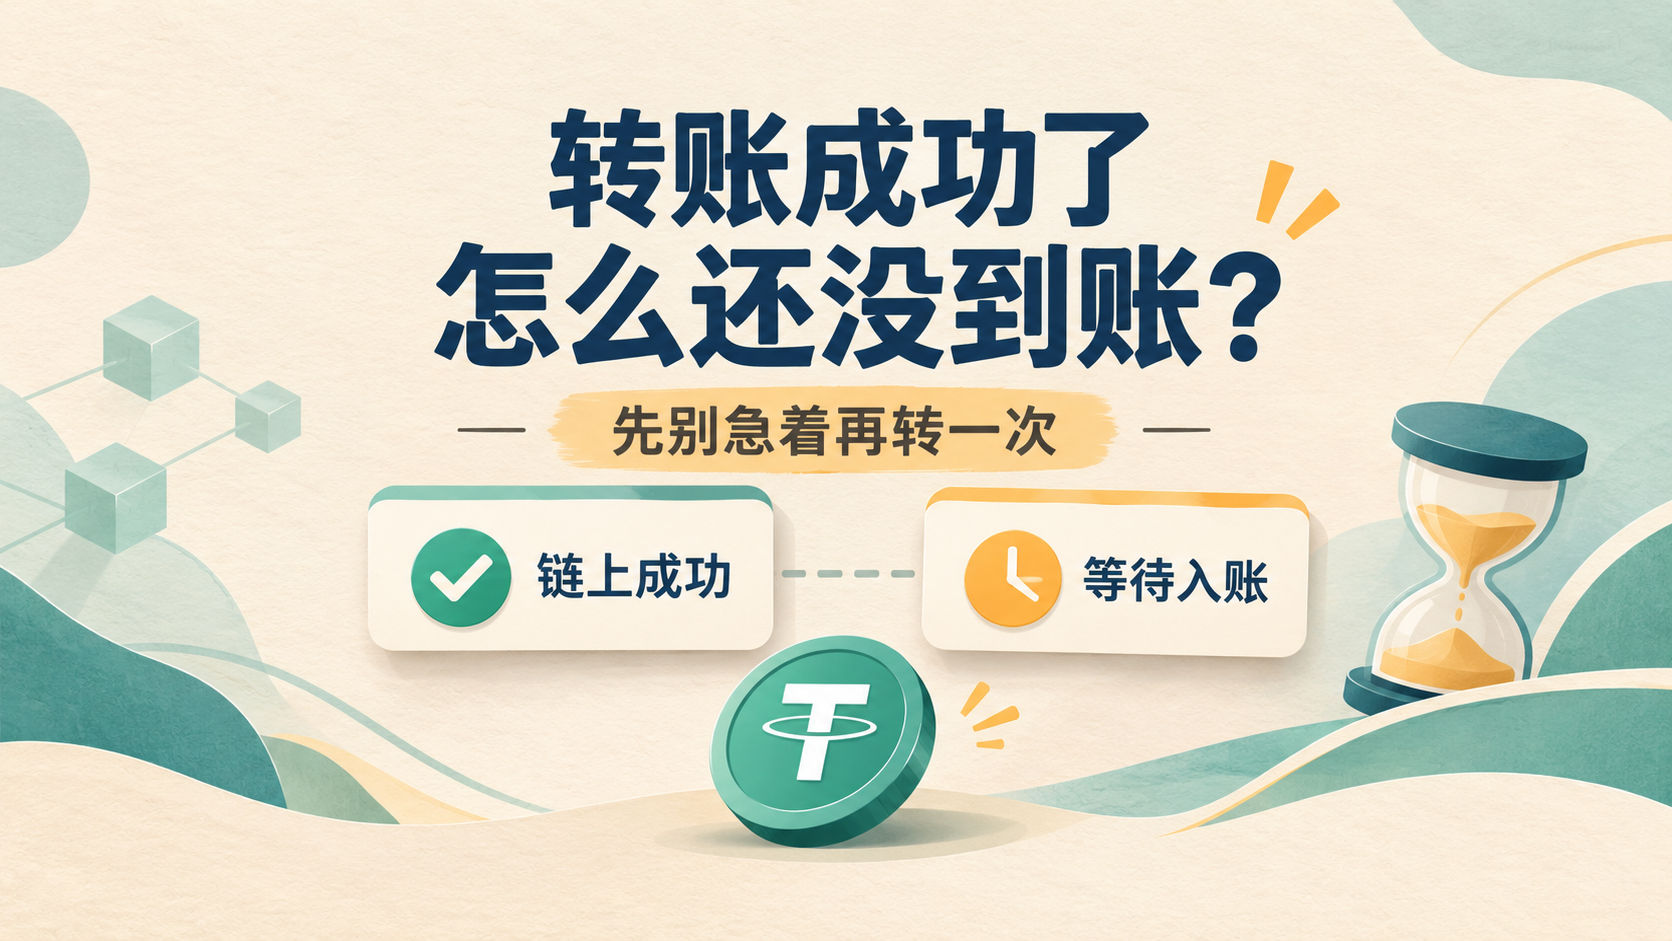 转账成功了
怎么还没到账?
先别急着再转一次
链上成功
等待入账